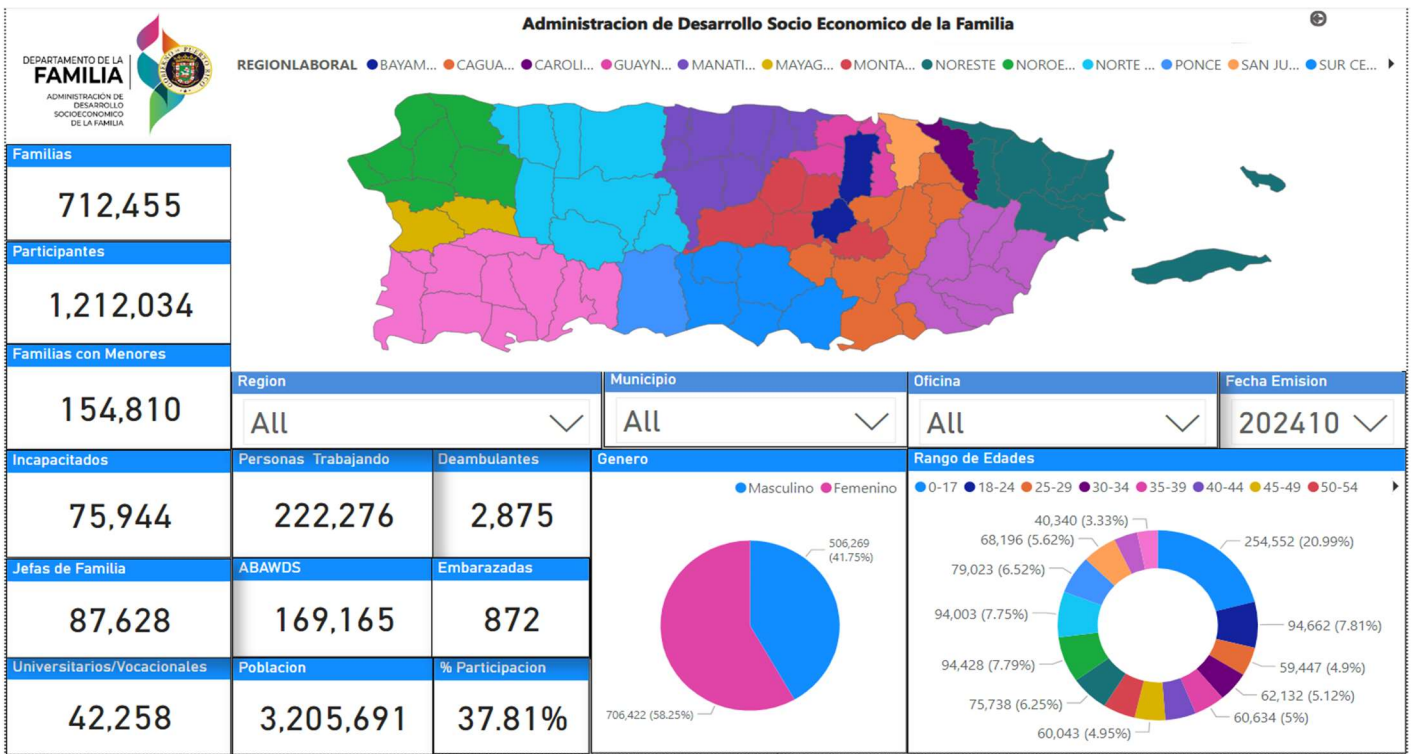 Administracion de Desarrollo Socio Economico de la Familia
DEPARTAMENTO DE LA
FAMILIA
ADMINISTRACIÓN DE
DESARROLLO
SOCIOECONOMICO
DE LA FAMILIA
REGIONLABORAL BAYAM... CAGUA... CAROLI... GUAYN... MANATI... MAYAG... MONTA... NORESTE NOROE... NORTE ... PONCE SAN JU... SUR CE...
Familias
712,455
Participantes
1,212,034
Familias con Menores
154,810
Region
All
Municipio
All
Oficina
All
Fecha Emision
202410
Incapacitados
75,944
Personas Trabajando
222,276
Deambulantes
2,875
Jefas de Familia
87,628
ABAWDS
169,165
Embarazadas
872
Universitarios/Vocacionales
42,258
Poblacion
3,205,691
% Participacion
37.81%
Genero
Masculino Femenino
506,269
(41.75%)
706,422 (58.25%)
Rango de Edades
0-17 18-24 25-29 30-34 35-39 40-44 45-49 50-54
40,340 (3.33%)
68,196 (5.62%)
79,023 (6.52%)
94,003 (7.75%)
94,428 (7.79%)
75,738 (6.25%)
60,043 (4.95%)
254,552 (20.99%)
94,662 (7.81%)
59,447 (4.9%)
62,132 (5.12%)
60,634 (5%)